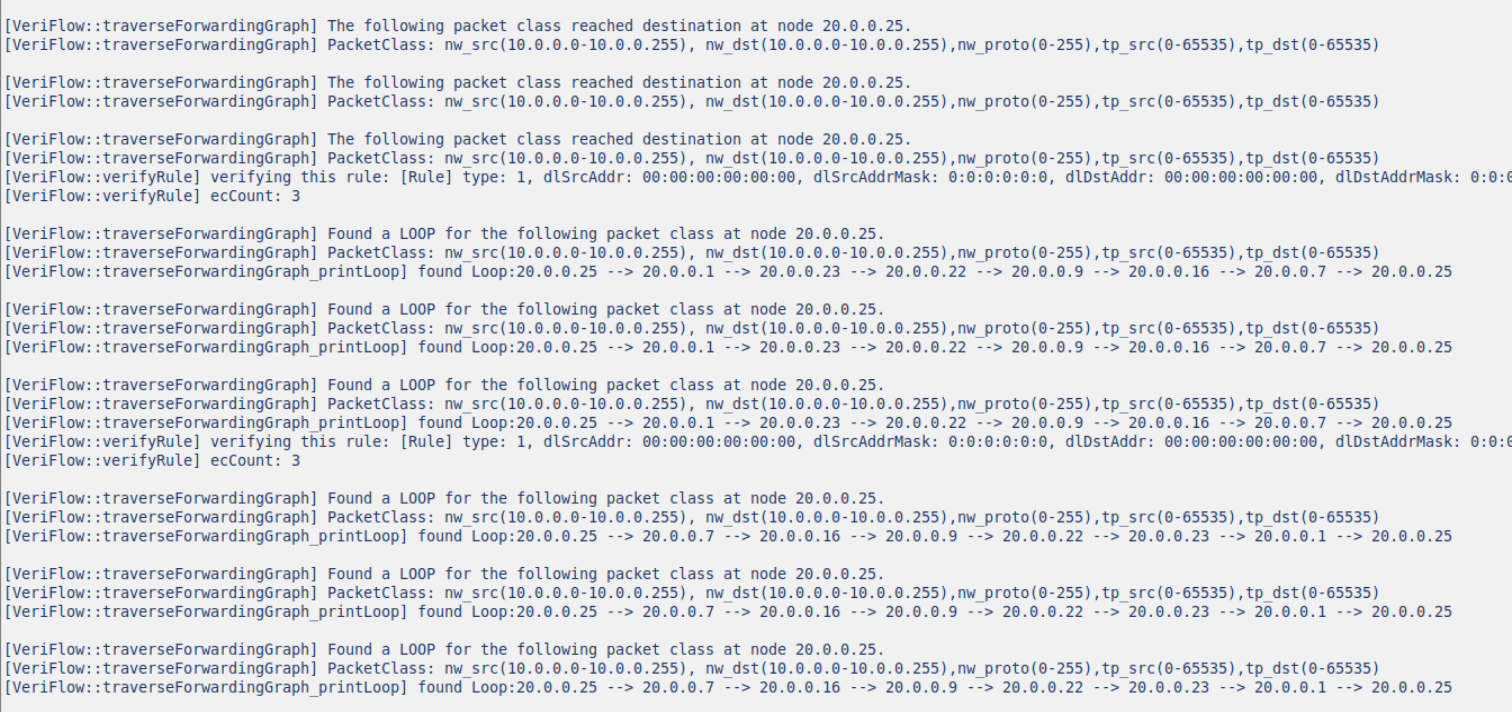 [VeriFlow::traverseForwardingGraph] The following packet class reached destination at node 20.0.0.25.
[VeriFlow::traverseForwardingGraph] PacketClass: nw_src(10.0.0.0-10.0.0.255), nw_dst(10.0.0.0-10.0.0.255),nw_proto(0-255),tp_src(0-65535),tp_dst(0-65535)
[VeriFlow::traverseForwardingGraph] The following packet class reached destination at node 20.0.0.25.
[VeriFlow::traverseForwardingGraph] PacketClass: nw_src(10.0.0.0-10.0.0.255), nw_dst(10.0.0.0-10.0.0.255),nw_proto(0-255),tp_src(0-65535),tp_dst(0-65535)
[VeriFlow::traverseForwardingGraph] The following packet class reached destination at node 20.0.0.25.
[VeriFlow::traverseForwardingGraph] PacketClass: nw_src(10.0.0.0-10.0.0.255), nw_dst(10.0.0.0-10.0.0.255),nw_proto(0-255),tp_src(0-65535),tp_dst(0-65535)
[VeriFlow::verifyRule] verifying this rule: [Rule] type: 1, dlSrcAddr: 00:00:00:00:00:00, dlSrcAddrMask: 0:0:0:0:0:0, dlDstAddr: 00:00:00:00:00:00, dlDstAddrMask: 0:0:0
[VeriFlow::verifyRule] ecCount: 3
[VeriFlow::traverseForwardingGraph] Found a LOOP for the following packet class at node 20.0.0.25.
[VeriFlow::traverseForwardingGraph] PacketClass: nw_src(10.0.0.0-10.0.0.255), nw_dst(10.0.0.0-10.0.0.255),nw_proto(0-255),tp_src(0-65535),tp_dst(0-65535)
[VeriFlow::traverseForwardingGraph_printLoop] found Loop:20.0.0.25 --> 20.0.0.1 --> 20.0.0.23 --> 20.0.0.22 --> 20.0.0.9 --> 20.0.0.16 --> 20.0.0.7 --> 20.0.0.25
[VeriFlow::traverseForwardingGraph] Found a LOOP for the following packet class at node 20.0.0.25.
[VeriFlow::traverseForwardingGraph] PacketClass: nw_src(10.0.0.0-10.0.0.255), nw_dst(10.0.0.0-10.0.0.255),nw_proto(0-255),tp_src(0-65535),tp_dst(0-65535)
[VeriFlow::traverseForwardingGraph_printLoop] found Loop:20.0.0.25 --> 20.0.0.1 --> 20.0.0.23 --> 20.0.0.22 --> 20.0.0.9 --> 20.0.0.16 --> 20.0.0.7 --> 20.0.0.25
[VeriFlow::traverseForwardingGraph] Found a LOOP for the following packet class at node 20.0.0.25.
[VeriFlow::traverseForwardingGraph] PacketClass: nw_src(10.0.0.0-10.0.0.255), nw_dst(10.0.0.0-10.0.0.255),nw_proto(0-255),tp_src(0-65535),tp_dst(0-65535)
[VeriFlow::traverseForwardingGraph_printLoop] found Loop:20.0.0.25 --> 20.0.0.1 --> 20.0.0.23 --> 20.0.0.22 --> 20.0.0.9 --> 20.0.0.16 --> 20.0.0.7 --> 20.0.0.25
[VeriFlow::verifyRule] verifying this rule: [Rule] type: 1, dlSrcAddr: 00:00:00:00:00:00, dlSrcAddrMask: 0:0:0:0:0:0, dlDstAddr: 00:00:00:00:00:00, dlDstAddrMask: 0:0:0
[VeriFlow::verifyRule] ecCount: 3
[VeriFlow::traverseForwardingGraph] Found a LOOP for the following packet class at node 20.0.0.25.
[VeriFlow::traverseForwardingGraph] PacketClass: nw_src(10.0.0.0-10.0.0.255), nw_dst(10.0.0.0-10.0.0.255),nw_proto(0-255),tp_src(0-65535),tp_dst(0-65535)
[VeriFlow::traverseForwardingGraph_printLoop] found Loop:20.0.0.25 --> 20.0.0.7 --> 20.0.0.16 --> 20.0.0.9 --> 20.0.0.22 --> 20.0.0.23 --> 20.0.0.1 --> 20.0.0.25
[VeriFlow::traverseForwardingGraph] Found a LOOP for the following packet class at node 20.0.0.25.
[VeriFlow::traverseForwardingGraph] PacketClass: nw_src(10.0.0.0-10.0.0.255), nw_dst(10.0.0.0-10.0.0.255),nw_proto(0-255),tp_src(0-65535),tp_dst(0-65535)
[VeriFlow::traverseForwardingGraph_printLoop] found Loop:20.0.0.25 --> 20.0.0.7 --> 20.0.0.16 --> 20.0.0.9 --> 20.0.0.22 --> 20.0.0.23 --> 20.0.0.1 --> 20.0.0.25
[VeriFlow::traverseForwardingGraph] Found a LOOP for the following packet class at node 20.0.0.25.
[VeriFlow::traverseForwardingGraph] PacketClass: nw_src(10.0.0.0-10.0.0.255), nw_dst(10.0.0.0-10.0.0.255),nw_proto(0-255),tp_src(0-65535),tp_dst(0-65535)
[VeriFlow::traverseForwardingGraph_printLoop] found Loop:20.0.0.25 --> 20.0.0.7 --> 20.0.0.16 --> 20.0.0.9 --> 20.0.0.22 --> 20.0.0.23 --> 20.0.0.1 --> 20.0.0.25